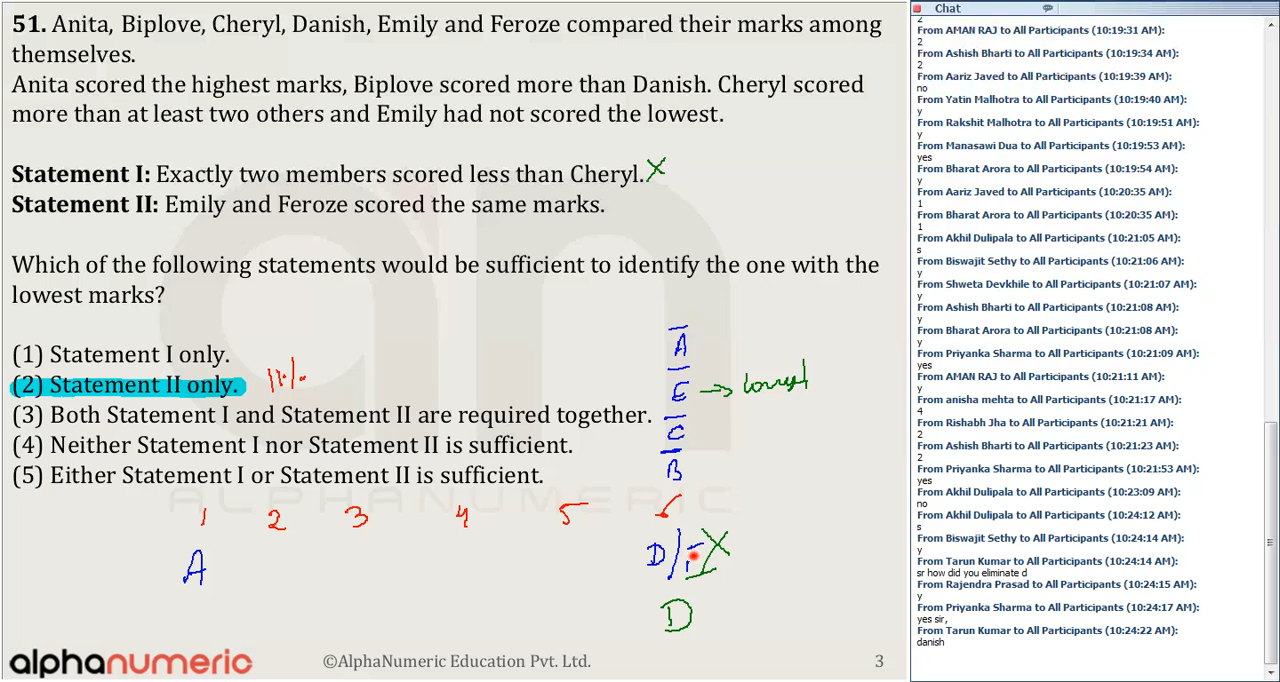 51. Anita, Biplove, Cheryl, Danish, Emily and Feroze compared their marks among
themselves.
Anita scored the highest marks, Biplove scored more than Danish. Cheryl scored
more than at least two others and Emily had not scored the lowest.
Statement I: Exactly two members scored less than Cheryl. X
Statement II: Emily and Feroze scored the same marks.
Which of the following statements would be sufficient to identify the one with the
lowest marks?
(1) Statement I only.
(2) Statement II only. 11%
(3) Both Statement I and Statement II are required together.
(4) Neither Statement I nor Statement II is sufficient.
(5) Either Statement I or Statement II is sufficient.
A
E → lowest
C
B
1 2 3 4 5 6
A D/F X
D
ALPHANUMERIC
alphanumeric
©AlphaNumeric Education Pvt. Ltd.
3
Chat
2
From AMAN RAJ to All Participants (10:19:31 AM):
2
From Ashish Bharti to All Participants (10:19:34 AM):
2
From Aariz Javed to All Participants (10:19:39 AM):
no
From Yatin Malhotra to All Participants (10:19:40 AM):
y
From Rakshit Malhotra to All Participants (10:19:51 AM):
y
From Manasawi Dua to All Participants (10:19:53 AM):
yes
From Bharat Arora to All Participants (10:19:54 AM):
y
From Aariz Javed to All Participants (10:20:35 AM):
1
From Bharat Arora to All Participants (10:20:35 AM):
1
From Akhil Dulipala to All Participants (10:21:05 AM):
s
From Biswajit Sethy to All Participants (10:21:06 AM):
y
From Shweta Devkhile to All Participants (10:21:07 AM):
y
From Ashish Bharti to All Participants (10:21:08 AM):
y
From Bharat Arora to All Participants (10:21:08 AM):
y
From Priyanka Sharma to All Participants (10:21:09 AM):
yes
From AMAN RAJ to All Participants (10:21:11 AM):
y
From anisha mehta to All Participants (10:21:17 AM):
4
From Rishabh Jha to All Participants (10:21:21 AM):
2
From Ashish Bharti to All Participants (10:21:23 AM):
2
From Priyanka Sharma to All Participants (10:21:53 AM):
yes
From Akhil Dulipala to All Participants (10:23:09 AM):
no
From Akhil Dulipala to All Participants (10:24:12 AM):
s
From Biswajit Sethy to All Participants (10:24:14 AM):
y
From Tarun Kumar to All Participants (10:24:14 AM):
sr how did you eliminate d
From Rajendra Prasad to All Participants (10:24:15 AM):
y
From Priyanka Sharma to All Participants (10:24:17 AM):
yes sir,
From Tarun Kumar to All Participants (10:24:22 AM):
danish